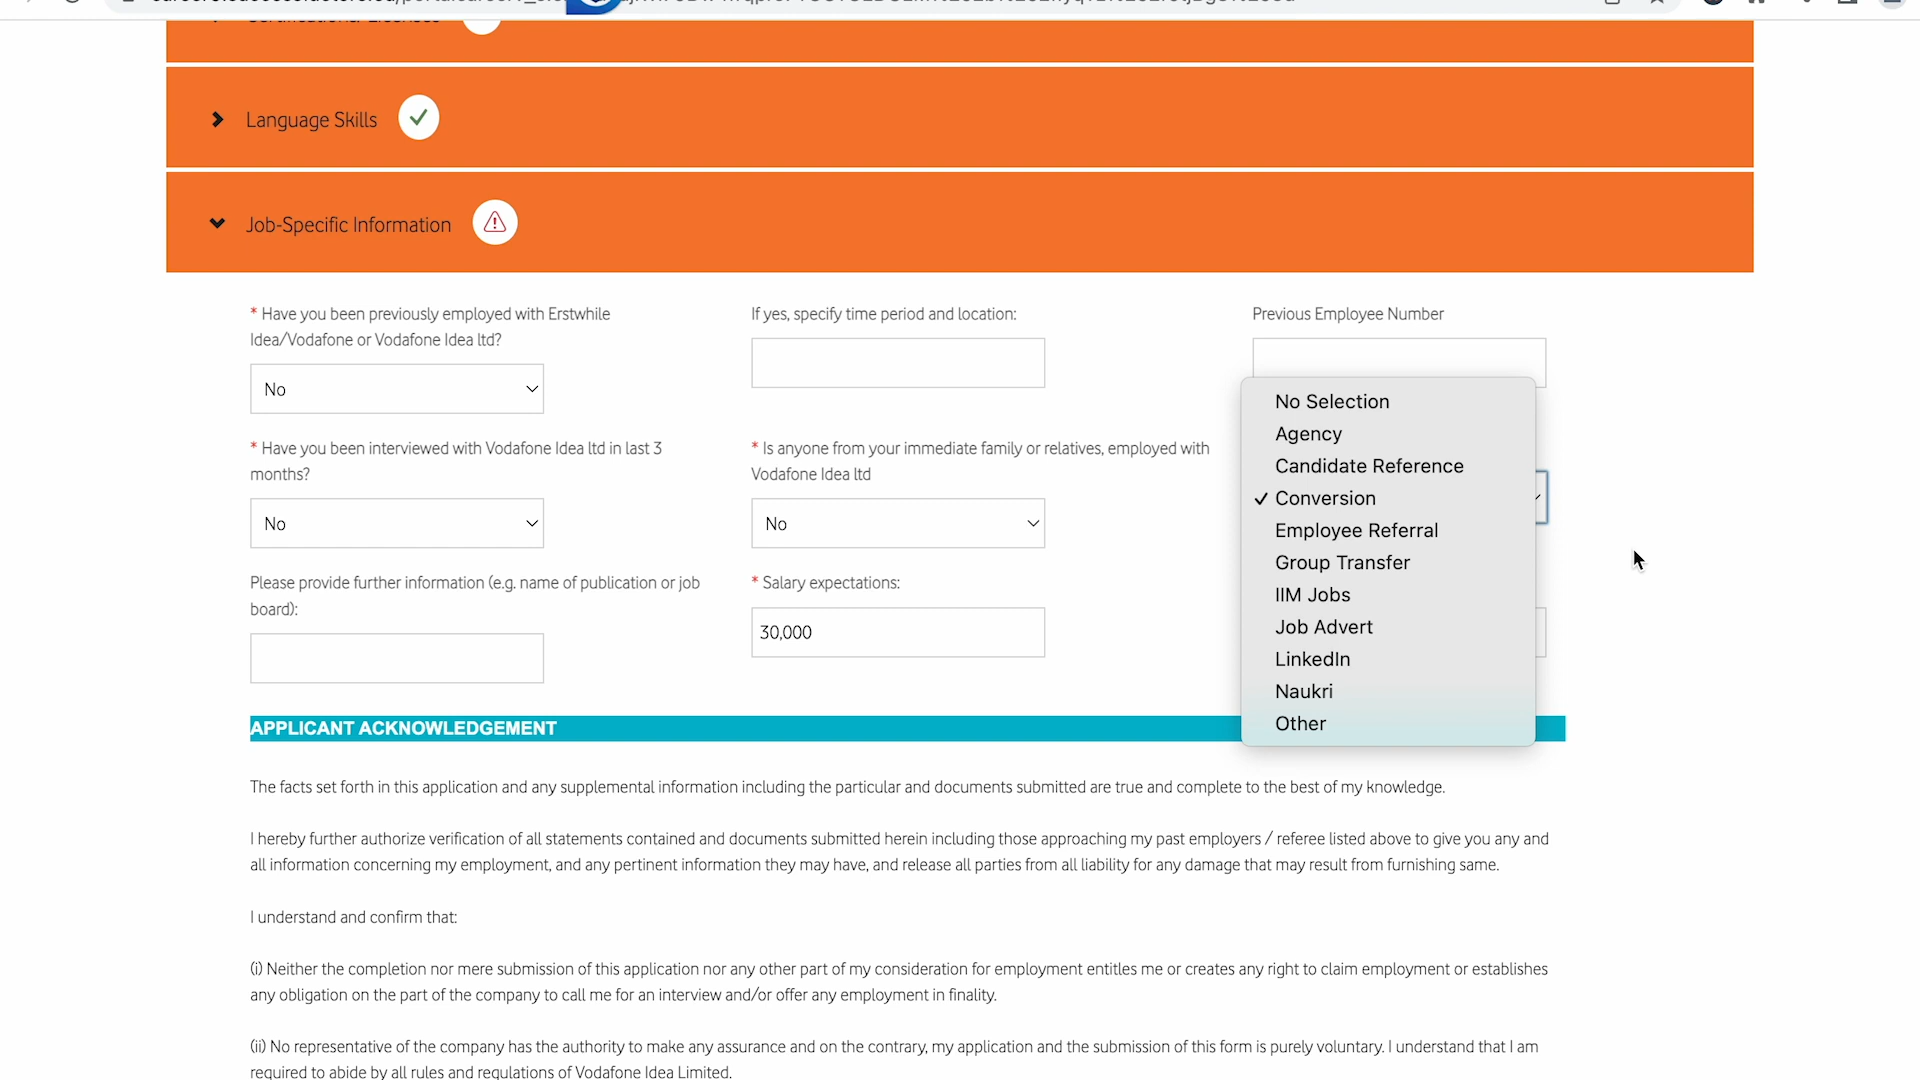 Language Skills
Job-Specific Information
* Have you been previously employed with Erstwhile
Idea/Vodafone or Vodafone Idea ltd?
No
If yes, specify time period and location:
Previous Employee Number
* Have you been interviewed with Vodafone Idea ltd in last 3
months?
No
* Is anyone from your immediate family or relatives, employed with
Vodafone Idea ltd
No
No Selection
Agency
Candidate Reference
✓ Conversion
Employee Referral
Group Transfer
IIM Jobs
Job Advert
LinkedIn
Naukri
Other
Please provide further information (e.g. name of publication or job
board):
* Salary expectations:
30,000
APPLICANT ACKNOWLEDGEMENT
The facts set forth in this application and any supplemental information including the particular and documents submitted are true and complete to the best of my knowledge.
I hereby further authorize verification of all statements contained and documents submitted herein including those approaching my past employers / referee listed above to give you any and
all information concerning my employment, and any pertinent information they may have, and release all parties from all liability for any damage that may result from furnishing same.
I understand and confirm that:
(i) Neither the completion nor mere submission of this application nor any other part of my consideration for employment entitles me or creates any right to claim employment or establishes
any obligation on the part of the company to call me for an interview and/or offer any employment in finality.
(ii) No representative of the company has the authority to make any assurance and on the contrary, my application and the submission of this form is purely voluntary. I understand that I am
required to abide by all rules and regulations of Vodafone Idea Limited.